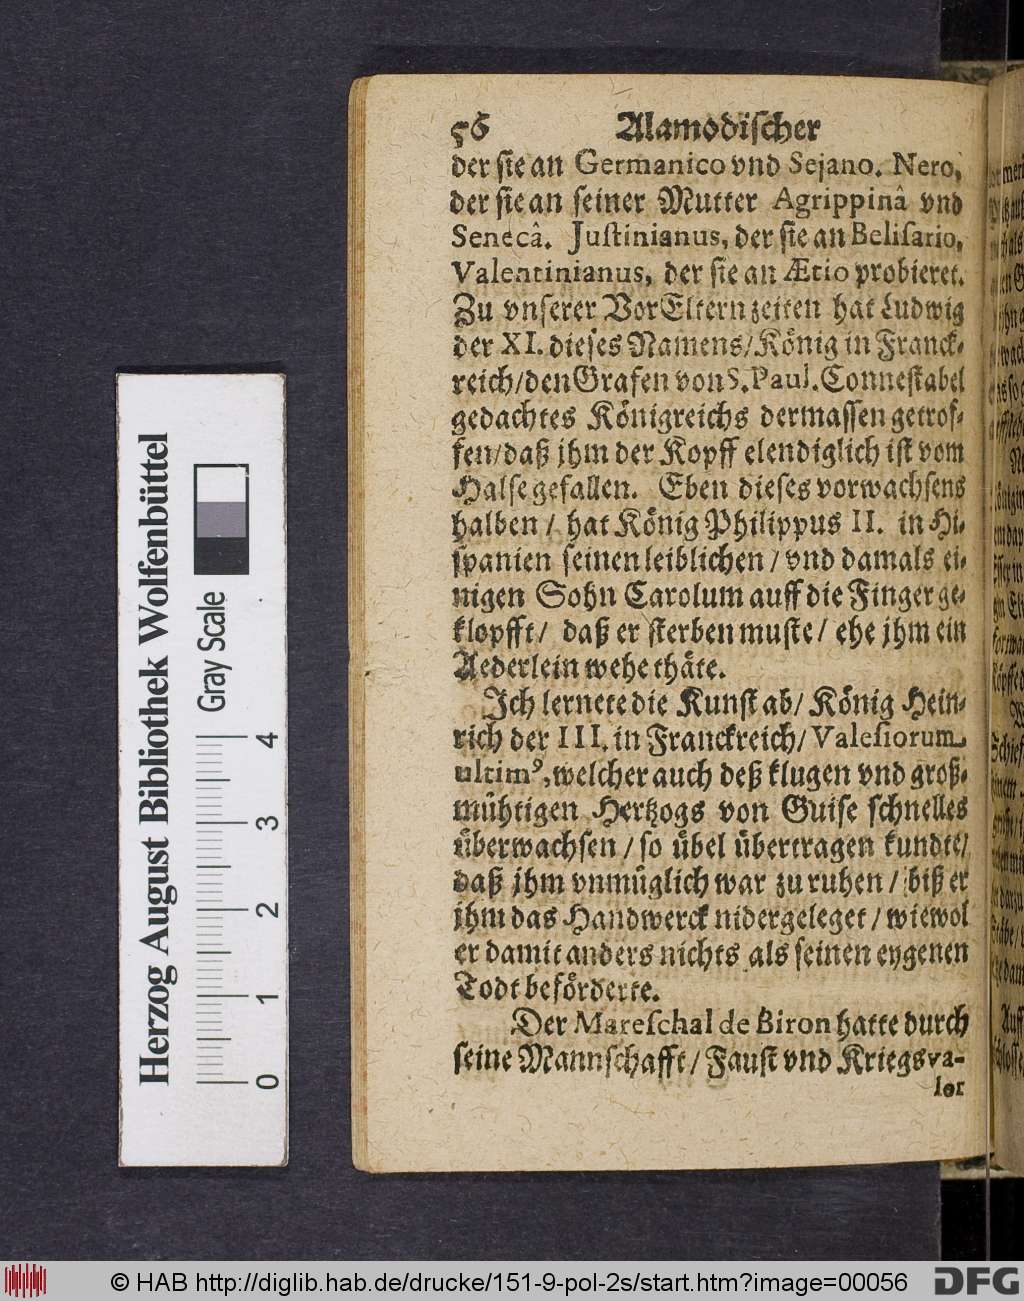 56 Alamodischer
der sie an Germanico vnd Sejano. Nero,
der sie an seiner Mutter Agrippinâ vnd
Senecâ. Justinianus, der sie an Belisario,
Valentinianus, der sie an Ætio probieret.
Zu vnserer VorEltern zeiten hat Ludwig
der XI. dieses Namens/König in Franck-
reich/den Grafen von S. Paul. Connestabel
gedachtes Königreichs dermassen getrof-
fen/daß jhm der Kopff elendiglich ist vom
Halse gefallen. Eben dieses vorwachsens
halben / hat König Philippus II. in Hi-
spanien seinen leiblichen / vnd damals ei-
nigen Sohn Carolum auff die Finger ge-
klopfft/ daß er sterben muste / ehe jhm ein
Aederlein wehe thäte.
Ich lernete die Kunst ab/ König Hein-
rich der III. in Franckreich/ Valesiorum
ultim⁹, welcher auch deß klugen vnd groß-
mühtigen Hertzogs von Guise schnelles
überwachsen / so übel übertragen kundte/
daß jhm vnmüglich war zu ruhen / biß er
jhm das Handwerck nidergeleget / wiewol
er damit anders nichts als seinen eygenen
Todt beförderte.
Der Mareschal de Biron hatte durch
seine Mannschafft/ Faust vnd Kriegsva-
lor
Herzog August Bibliothek Wolfenbüttel
Gray Scale
0 1 2 3 4
© HAB http://diglib.hab.de/drucke/151-9-pol-2s/start.htm?image=00056
DFG